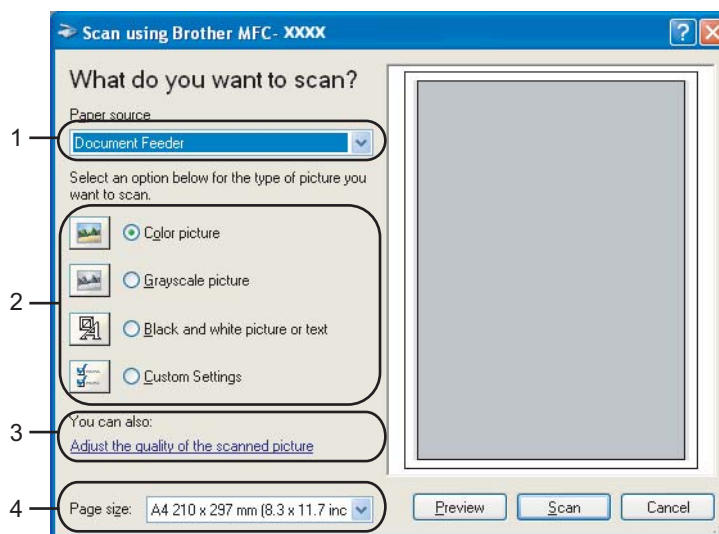 Scan using Brother MFC- XXXX
What do you want to scan?
Paper source
1
Document Feeder
Select an option below for the type of picture you
want to scan.
Color picture
2
Grayscale picture
Black and white picture or text
Custom Settings
You can also:
3
Adjust the quality of the scanned picture
4
Page size: A4 210 x 297 mm (8.3 x 11.7 inc
Preview Scan Cancel